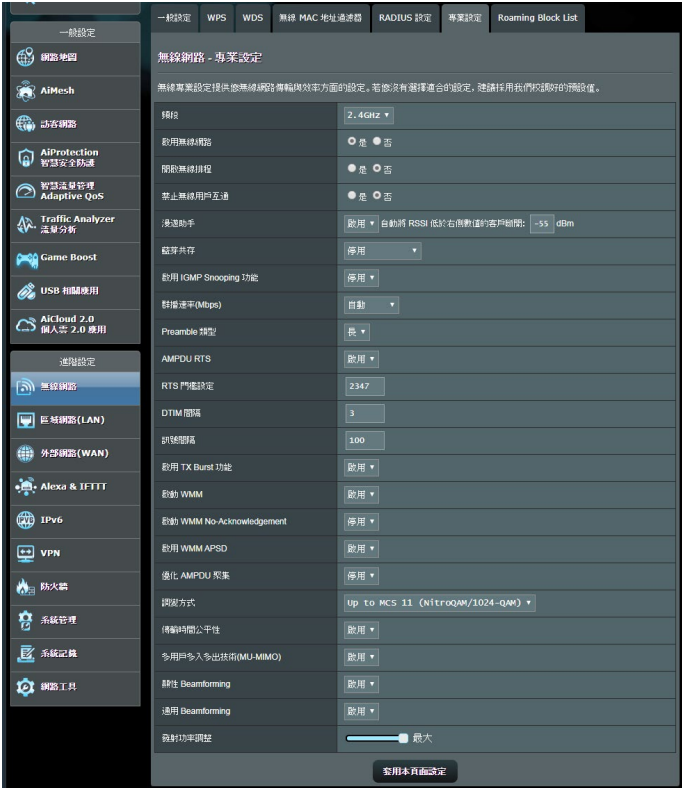 一般設定 WPS WDS 無線 MAC 地址過濾器 RADIUS 設定 專業設定 Roaming Block List
一般設定
網路地圖
AiMesh
訪客網路
AiProtection
智慧安全防護
智慧流量管理
Adaptive QoS
Traffic Analyzer
流量分析
Game Boost
USB 相關應用
AiCloud 2.0
個人雲 2.0 應用
進階設定
無線網路
區域網路(LAN)
外部網路(WAN)
Alexa & IFTTT
IPv6
VPN
防火牆
系統管理
系統記錄
網路工具
無線網路 - 專業設定
無線專業設定提供您無線網路傳輸與效率方面的設定。若您沒有選擇適合的設定，建議採用我們校調好的預設值。
頻段 2.4GHz
啟用無線網路 是 否
開啟無線排程 是 否
禁止無線用戶互通 是 否
漫遊助手 啟用 自動將 RSSI 低於右側數值的客戶端斷開: -55 dBm
藍芽共存 停用
啟用 IGMP Snooping 功能 停用
群播速率(Mbps) 自動
Preamble 類型 長
AMPDU RTS 啟用
RTS 門檻設定 2347
DTIM 間隔 3
訊號間隔 100
啟用 TX Burst 功能 啟用
啟動 WMM 啟用
啟動 WMM No-Acknowledgement 停用
啟用 WMM APSD 啟用
優化 AMPDU 聚集 停用
調變方式 Up to MCS 11 (NitroQAM/1024-QAM)
傳輸時間公平性 啟用
多用戶多入多出技術(MU-MIMO) 啟用
顯性 Beamforming 啟用
通用 Beamforming 啟用
發射功率調整 最大
套用本頁面設定